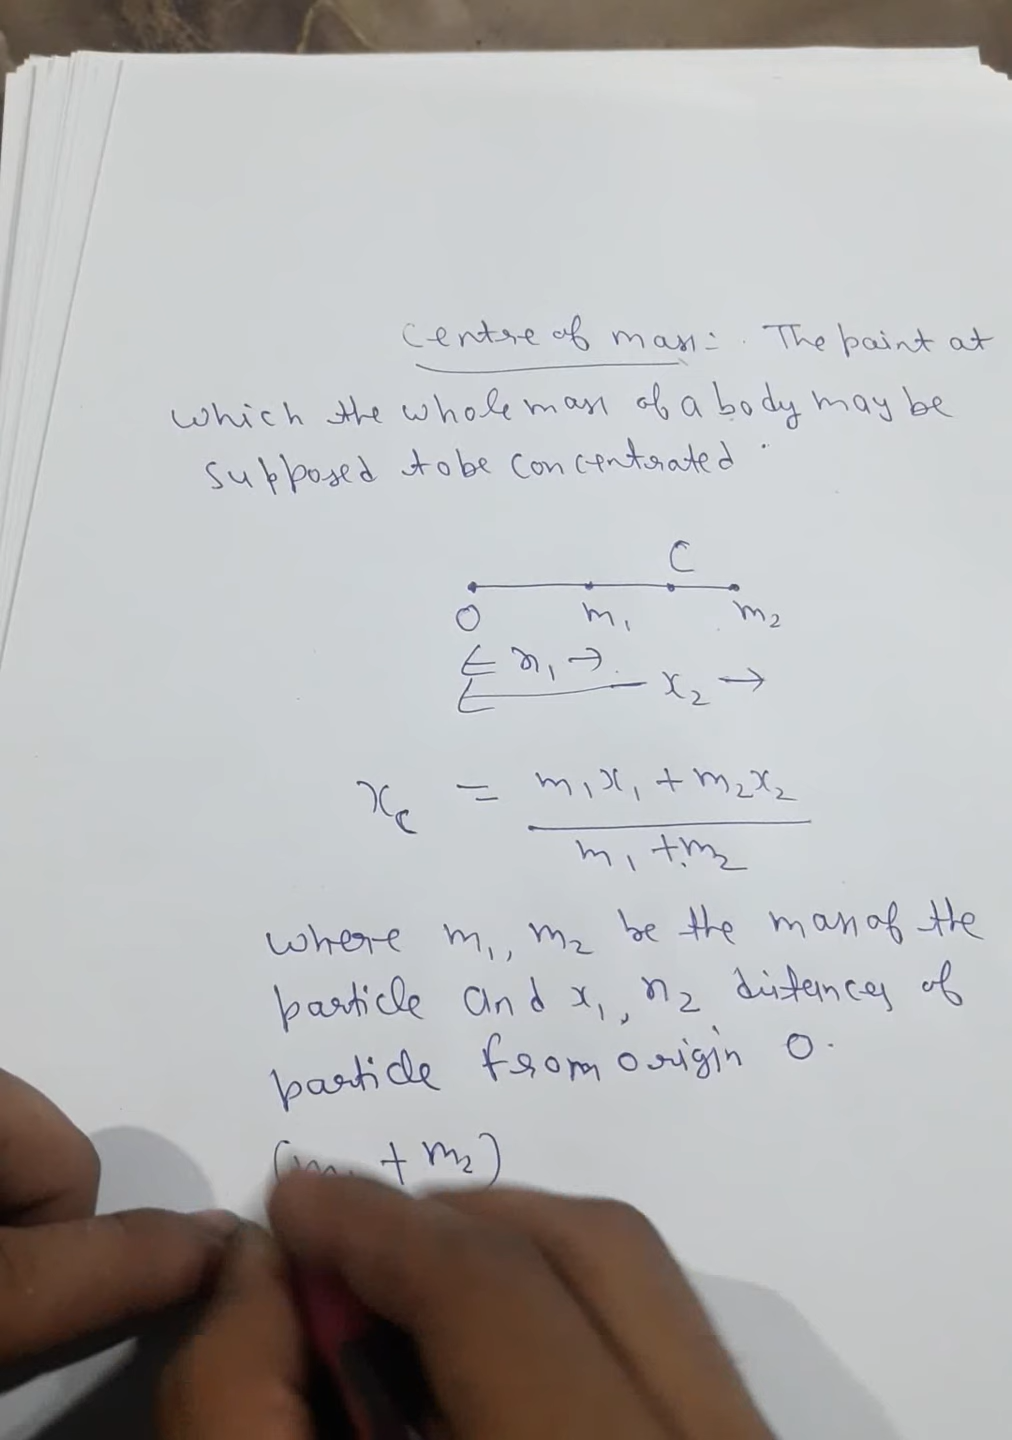 Centre of mass :- The point at
which the whole mass of a body may be
supposed to be concentrated .
C
O m₁ m₂
← x₁ →
← x₂ →
x_c = m₁x₁ + m₂x₂
m₁ + m₂
where m₁, m₂ be the mass of the
particle and x₁, x₂ distances of
particle from origin O.
(m₁ + m₂)